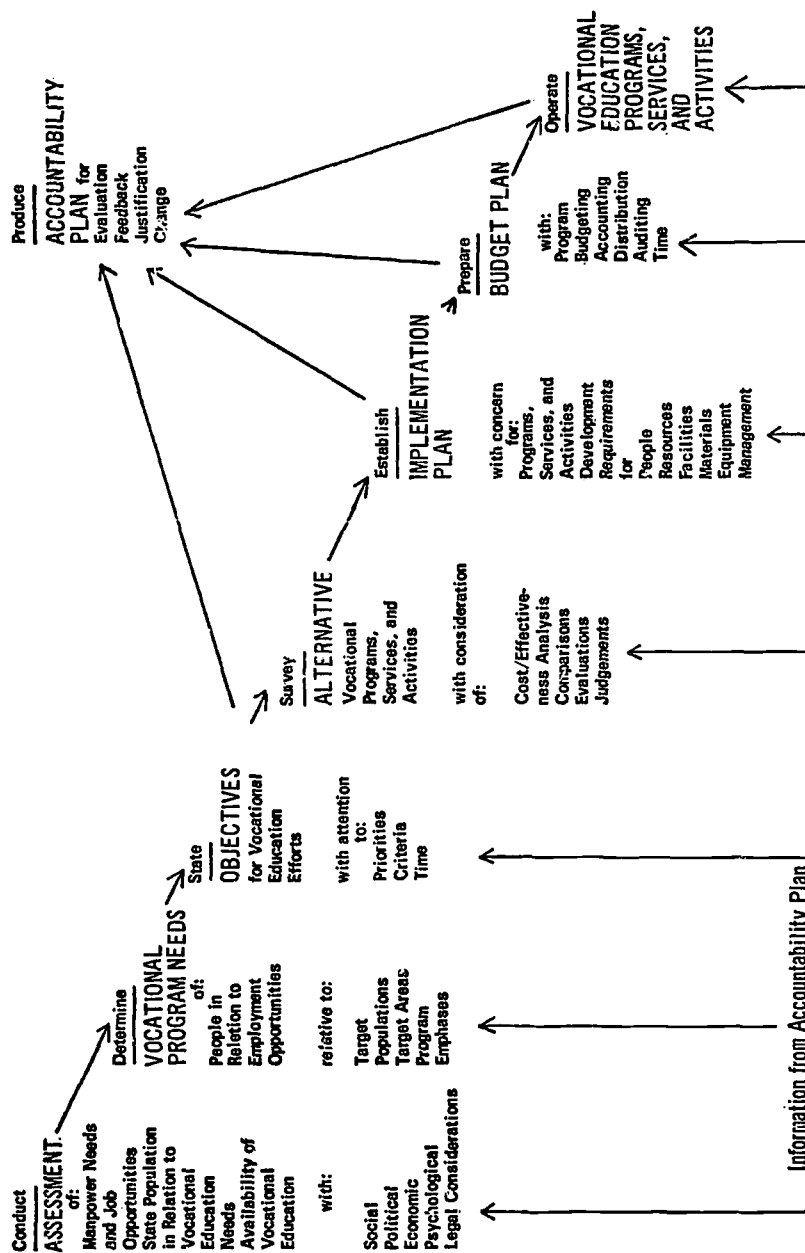 Conduct
ASSESSMENT
of:
Manpower Needs
and Job
Opportunities
State Population
in Relation to
Vocational
Education
Needs
Availability of
Vocational
Education
with:
Social
Political
Economic
Psychological
Legal Considerations
Determine
VOCATIONAL
PROGRAM NEEDS
of:
People in
Relation to
Employment
Opportunities
relative to:
Target
Populations
Target Areas
Program
Emphases
State
OBJECTIVES
for Vocational
Education
Efforts
with attention
to:
Priorities
Criteria
Time
Survey
ALTERNATIVE
Vocational
Programs,
Services, and
Activities
with consideration
of:
Cost/Effective-
ness Analysis
Comparisons
Evaluations
Judgements
Establish
IMPLEMENTATION
PLAN
with concern
for:
Programs,
Services, and
Activities
Development
Requirements
for
People
Resources
Facilities
Materials
Equipment
Management
Prepare
BUDGET PLAN
with:
Program
Budgeting
Accounting
Distribution
Auditing
Time
Operate
VOCATIONAL
EDUCATION
PROGRAMS,
SERVICES,
AND
ACTIVITIES
Produce
ACCOUNTABILITY
PLAN for
Evaluation
Feedback
Justification
Change
Information from Accountability Plan